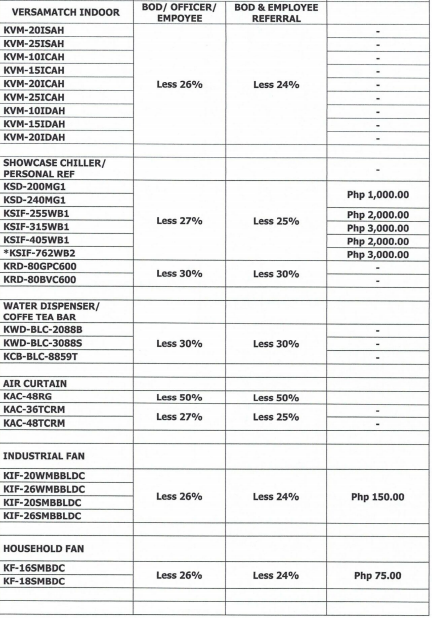 VERSAMATCH INDOOR BOD/ OFFICER/ EMPOYEE BOD & EMPLOYEE REFERRAL
KVM-20ISAH -
KVM-25ISAH -
KVM-10ICAH -
KVM-15ICAH -
KVM-20ICAH Less 26% Less 24% -
KVM-25ICAH -
KVM-10IDAH -
KVM-15IDAH -
KVM-20IDAH -
SHOWCASE CHILLER/
PERSONAL REF -
KSD-200MG1 Php 1,000.00
KSD-240MG1
KSIF-255WB1 Less 27% Less 25% Php 2,000.00
KSIF-315WB1 Php 3,000.00
KSIF-405WB1 Php 2,000.00
*KSIF-762WB2 Php 3,000.00
KRD-80GPC600 Less 30% Less 30% -
KRD-80BVC600 -
WATER DISPENSER/
COFFE TEA BAR
KWD-BLC-2088B -
KWD-BLC-3088S Less 30% Less 30% -
KCB-BLC-8859T -
AIR CURTAIN
KAC-48RG Less 50% Less 50%
KAC-36TCRM Less 27% Less 25% -
KAC-48TCRM -
INDUSTRIAL FAN
KIF-20WMBBLDC
KIF-26WMBBLDC Less 26% Less 24% Php 150.00
KIF-20SMBBLDC
KIF-26SMBBLDC
HOUSEHOLD FAN
KF-16SMBDC Less 26% Less 24% Php 75.00
KF-18SMBDC